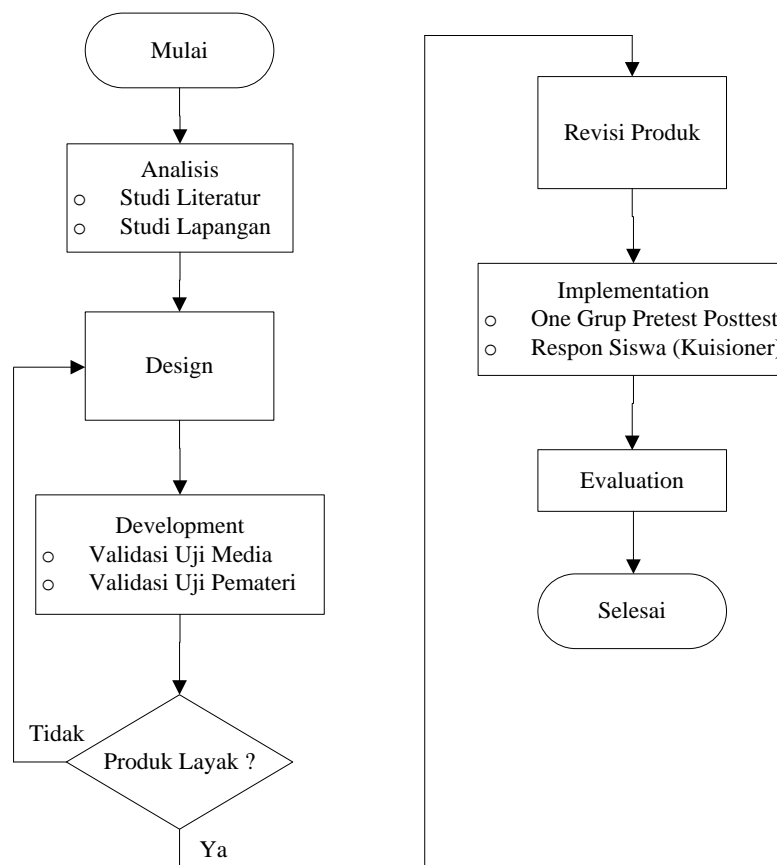 Mulai
Analisis
o Studi Literatur
o Studi Lapangan
Design
Development
o Validasi Uji Media
o Validasi Uji Pemateri
Tidak
Produk Layak ?
Ya
Revisi Produk
Implementation
o One Grup Pretest Posttest
o Respon Siswa (Kuisioner)
Evaluation
Selesai